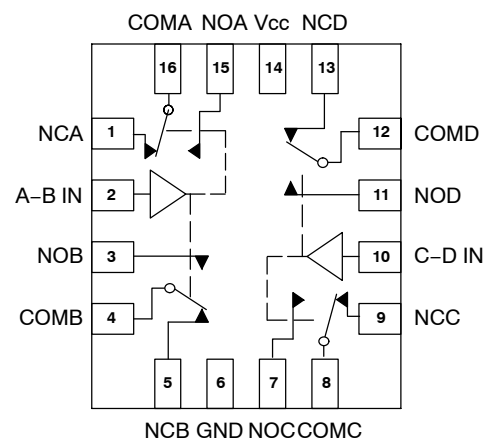 COMA NOA Vcc NCD
16 15 14 13
NCA 1 12 COMD
A–B IN 2 11 NOD
NOB 3 10 C–D IN
COMB 4 9 NCC
5 6 7 8
NCB GND NOC COMC